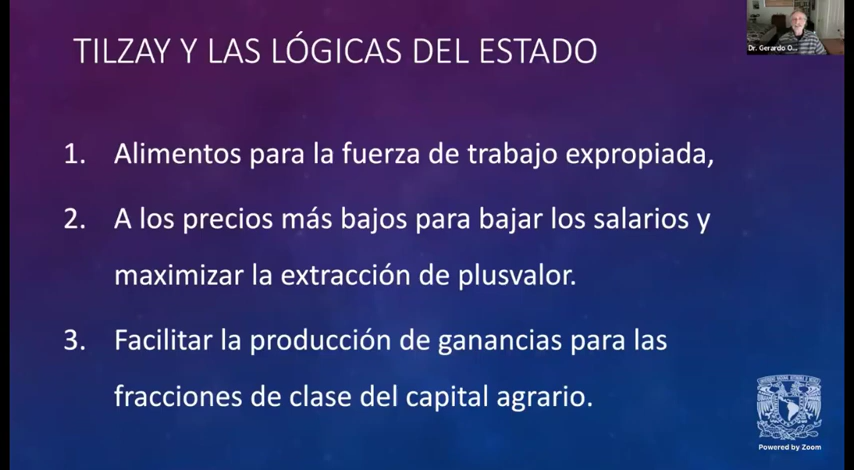 Dr. Gerardo O...
TILZAY Y LAS LÓGICAS DEL ESTADO
1. Alimentos para la fuerza de trabajo expropiada,
2. A los precios más bajos para bajar los salarios y
maximizar la extracción de plusvalor.
3. Facilitar la producción de ganancias para las
fracciones de clase del capital agrario.
Powered by Zoom